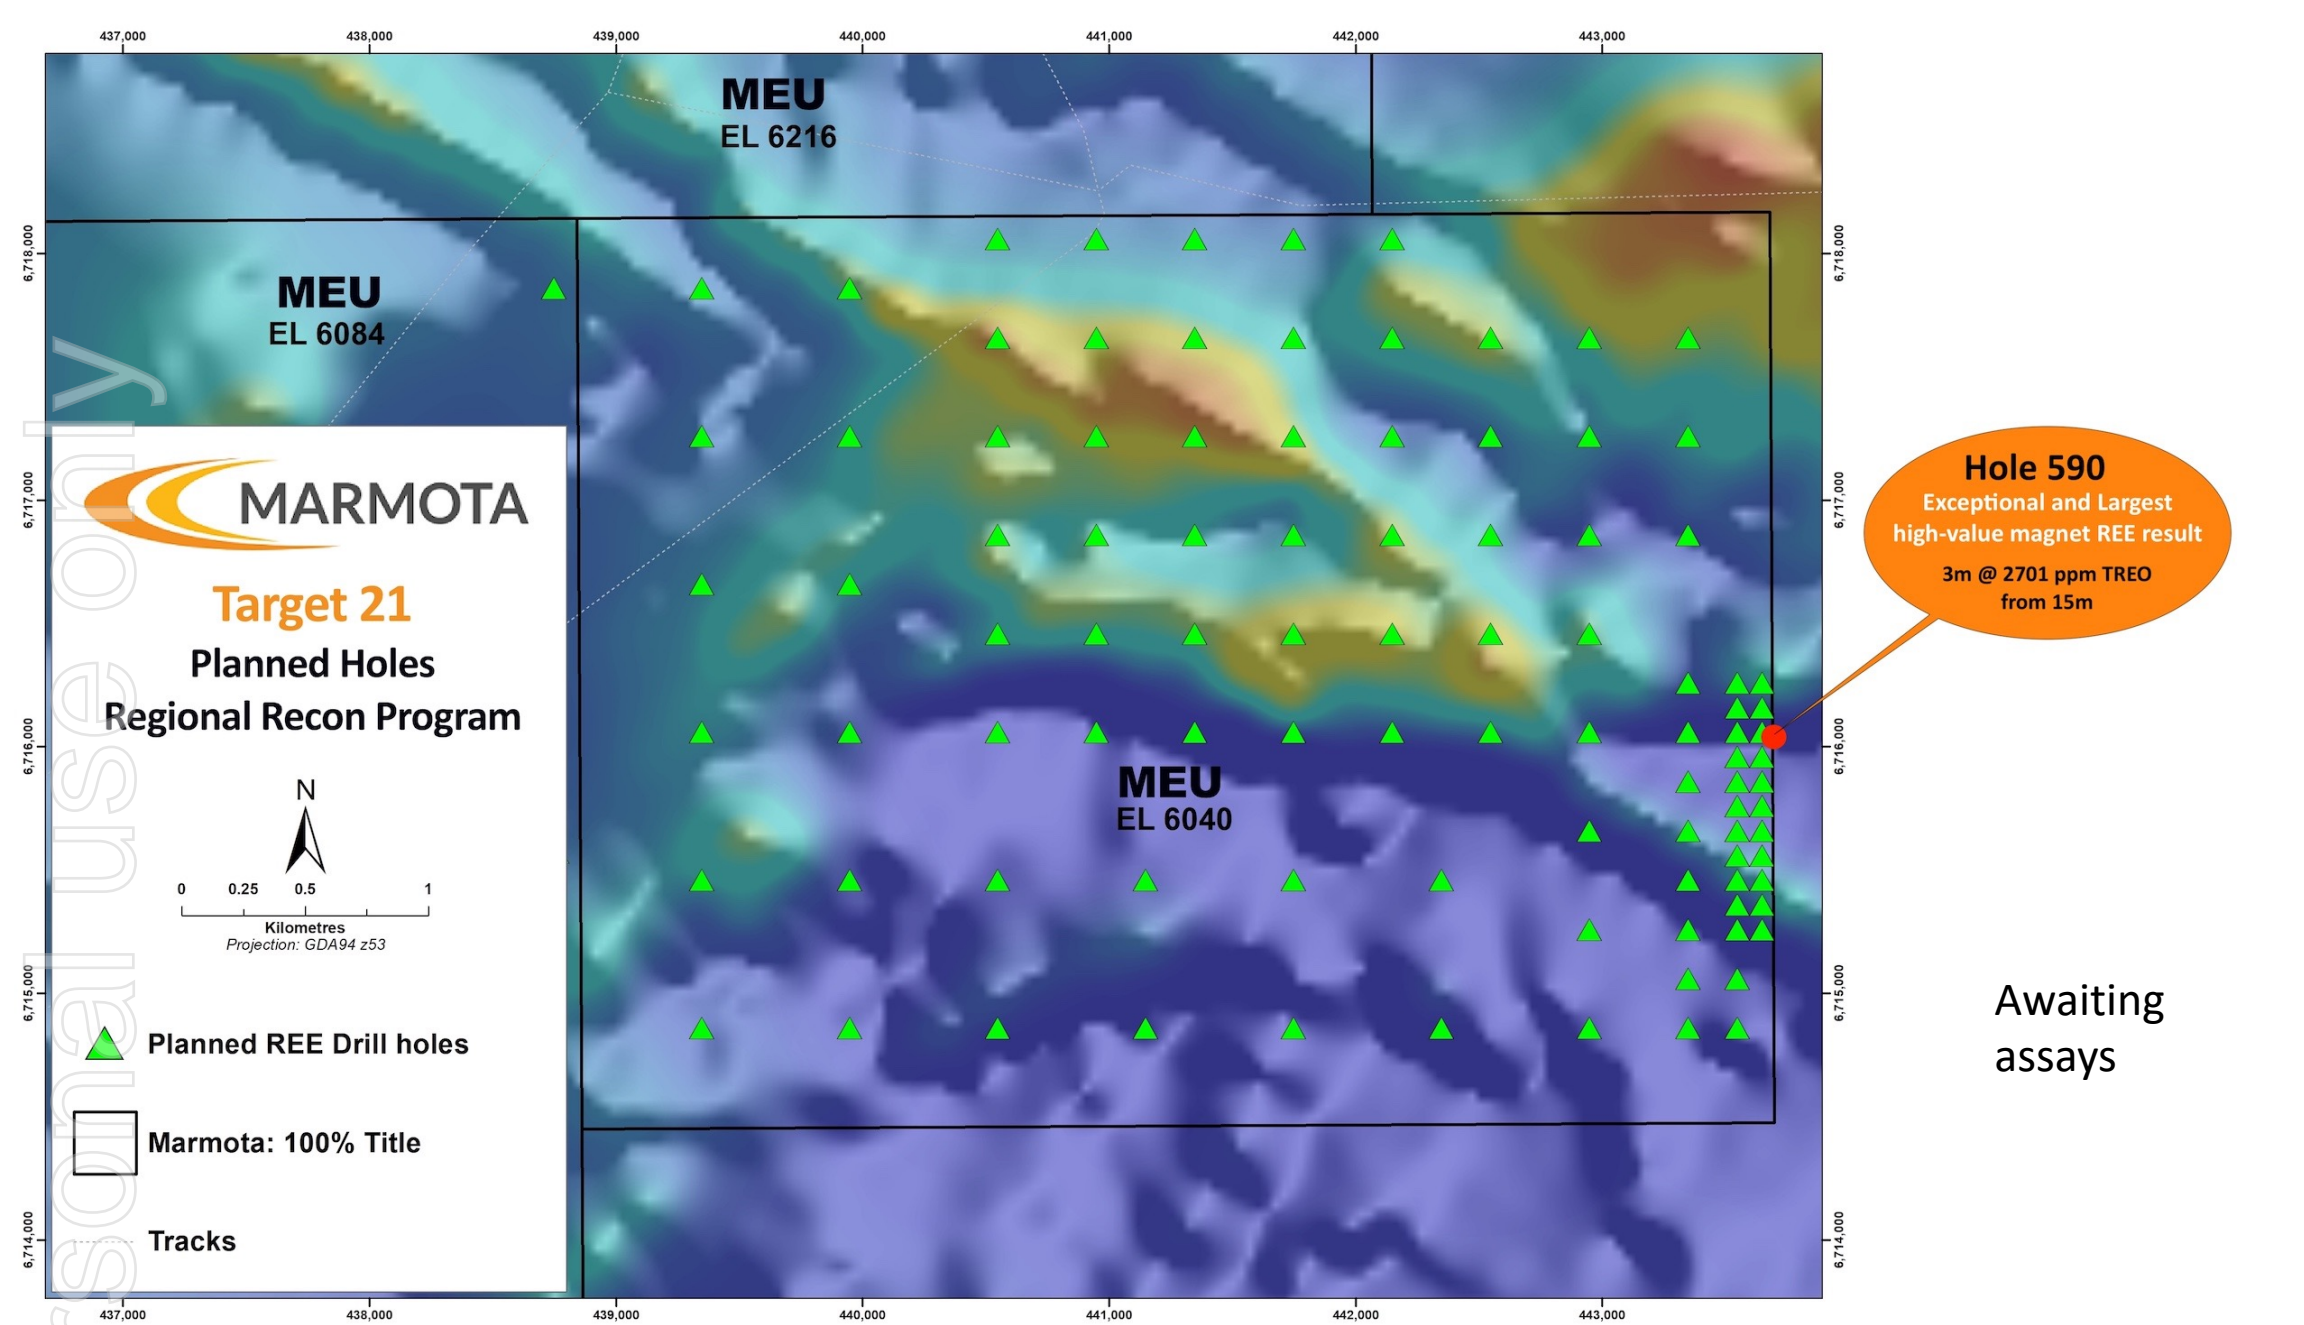 437,000
438,000
439,000
440,000
441,000
442,000
443,000
MEU
EL 6216
6,718,000
6,718,000
MEU
EL 6084
MARMOTA
Target 21
Planned Holes
Regional Recon Program
N
0 0.25 0.5 1
Kilometres
Projection: GDA94 z53
Planned REE Drill holes
Marmota: 100% Title
Tracks
6,717,000
6,717,000
Hole 590
Exceptional and Largest
high-value magnet REE result
3m @ 2701 ppm TREO
from 15m
6,716,000
6,716,000
MEU
EL 6040
6,715,000
6,715,000
Awaiting
assays
6,714,000
6,714,000
437,000
438,000
439,000
440,000
441,000
442,000
443,000
sonal use only